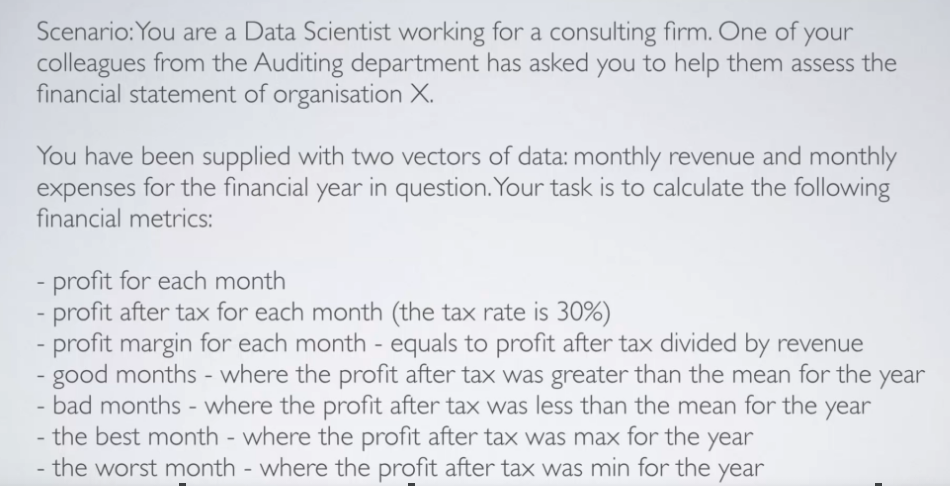 Scenario: You are a Data Scientist working for a consulting firm. One of your
colleagues from the Auditing department has asked you to help them assess the
financial statement of organisation X.
You have been supplied with two vectors of data: monthly revenue and monthly
expenses for the financial year in question. Your task is to calculate the following
financial metrics:
- profit for each month
- profit after tax for each month (the tax rate is 30%)
- profit margin for each month - equals to profit after tax divided by revenue
- good months - where the profit after tax was greater than the mean for the year
- bad months - where the profit after tax was less than the mean for the year
- the best month - where the profit after tax was max for the year
- the worst month - where the profit after tax was min for the year